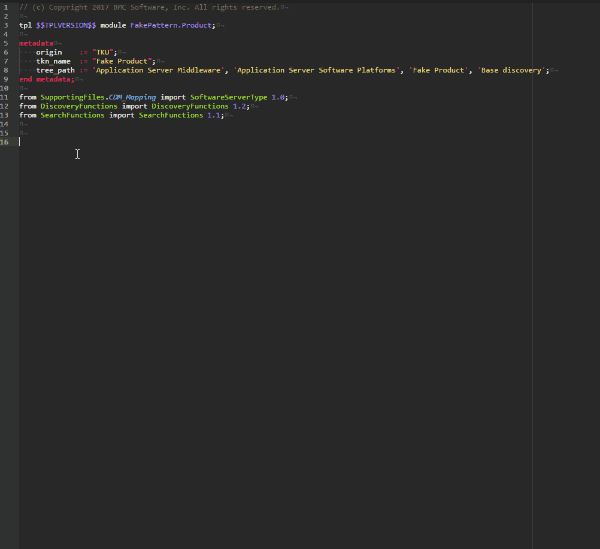 1 // (c) Copyright 2017 BMC Software, Inc. All rights reserved.
2
3 tpl $$TPLVERSION$$ module FakePattern.Product;
4
5 metadata
6 origin := "TKU";
7 tkn_name := "Fake Product";
8 tree_path := 'Application Server Middleware', 'Application Server Software Platforms', 'Fake Product', 'Base discovery';
9 end metadata;
10
11 from SupportingFiles.CDM_Mapping import SoftwareServerType 1.0;
12 from DiscoveryFunctions import DiscoveryFunctions 1.2;
13 from SearchFunctions import SearchFunctions 1.1;
14
15
16